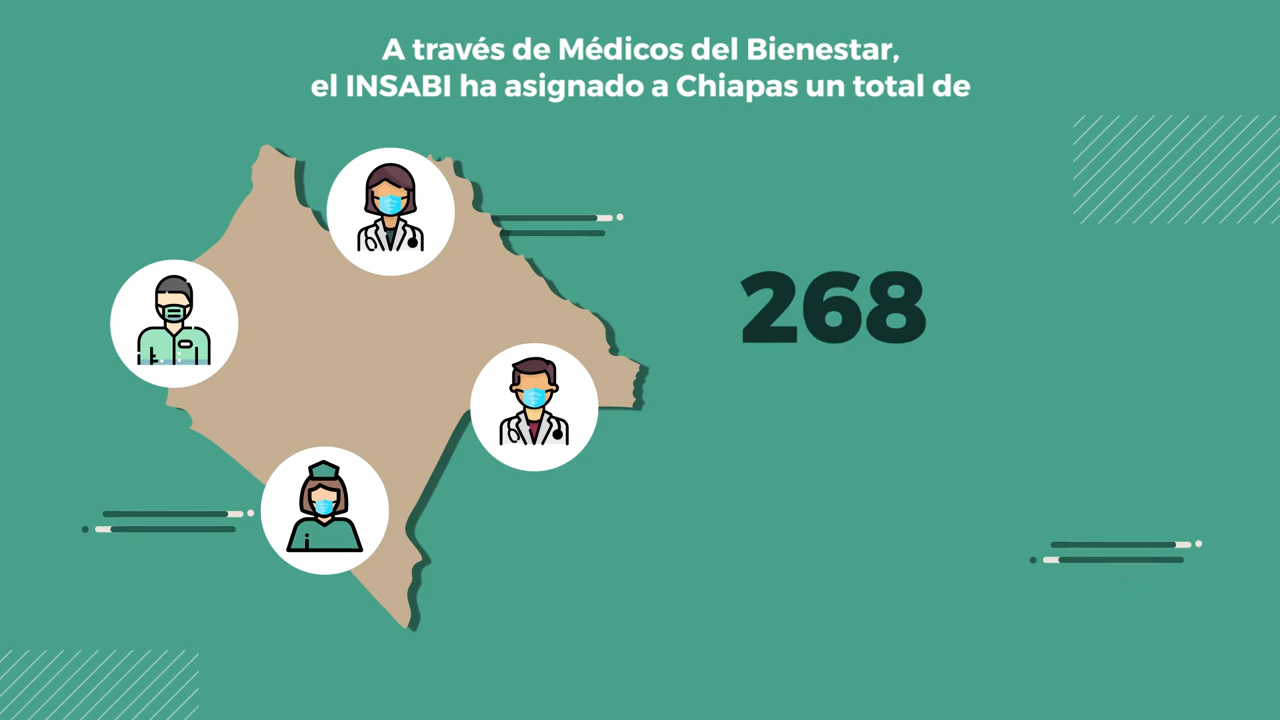 A través de Médicos del Bienestar,
el INSABI ha asignado a Chiapas un total de
268